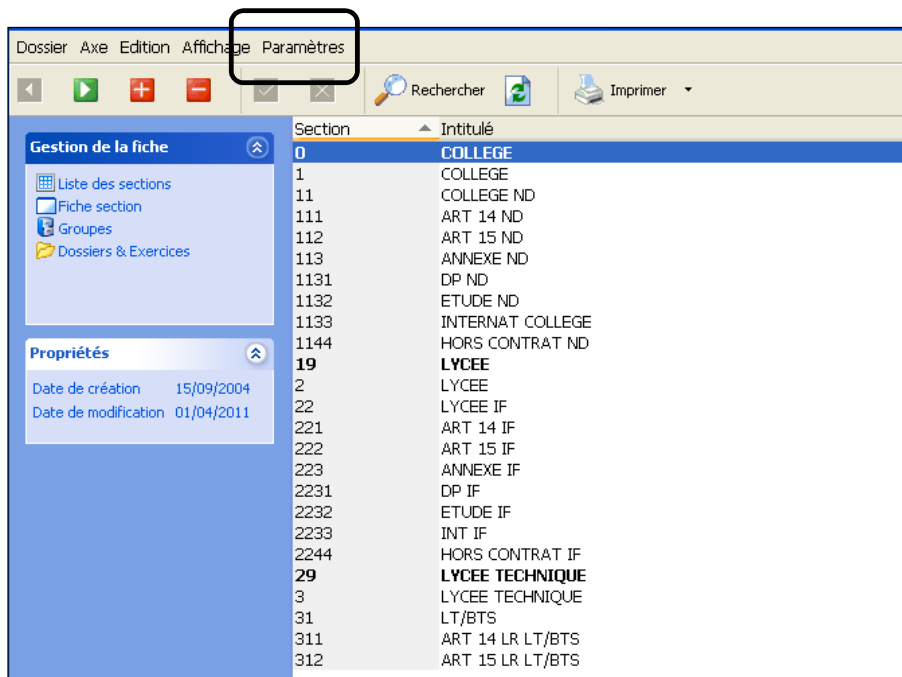 Dossier Axe Edition Affichage Paramètres
Rechercher Imprimer
Gestion de la fiche
Liste des sections
Fiche section
Groupes
Dossiers & Exercices
Propriétés
Date de création 15/09/2004
Date de modification 01/04/2011
Section Intitulé
0 COLLEGE
1 COLLEGE
11 COLLEGE ND
111 ART 14 ND
112 ART 15 ND
113 ANNEXE ND
1131 DP ND
1132 ETUDE ND
1133 INTERNAT COLLEGE
1144 HORS CONTRAT ND
19 LYCEE
2 LYCEE
22 LYCEE IF
221 ART 14 IF
222 ART 15 IF
223 ANNEXE IF
2231 DP IF
2232 ETUDE IF
2233 INT IF
2244 HORS CONTRAT IF
29 LYCEE TECHNIQUE
3 LYCEE TECHNIQUE
31 LT/BTS
311 ART 14 LR LT/BTS
312 ART 15 LR LT/BTS